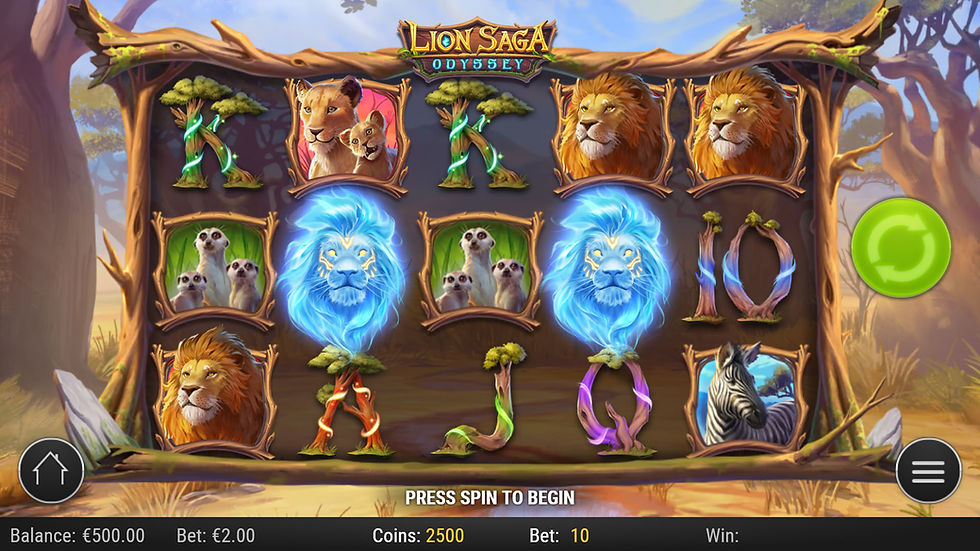 LION SAGA
ODYSSEY
K K
10
A J Q
PRESS SPIN TO BEGIN
Balance: €500.00 Bet: €2.00 Coins: 2500 Bet: 10 Win: